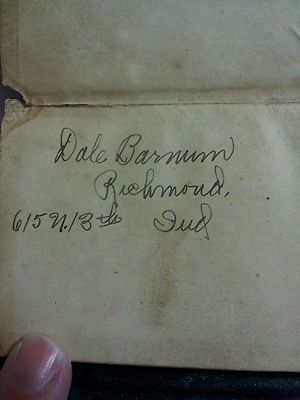 Dale Barnum
Richmond,
615 N. 13th Ind